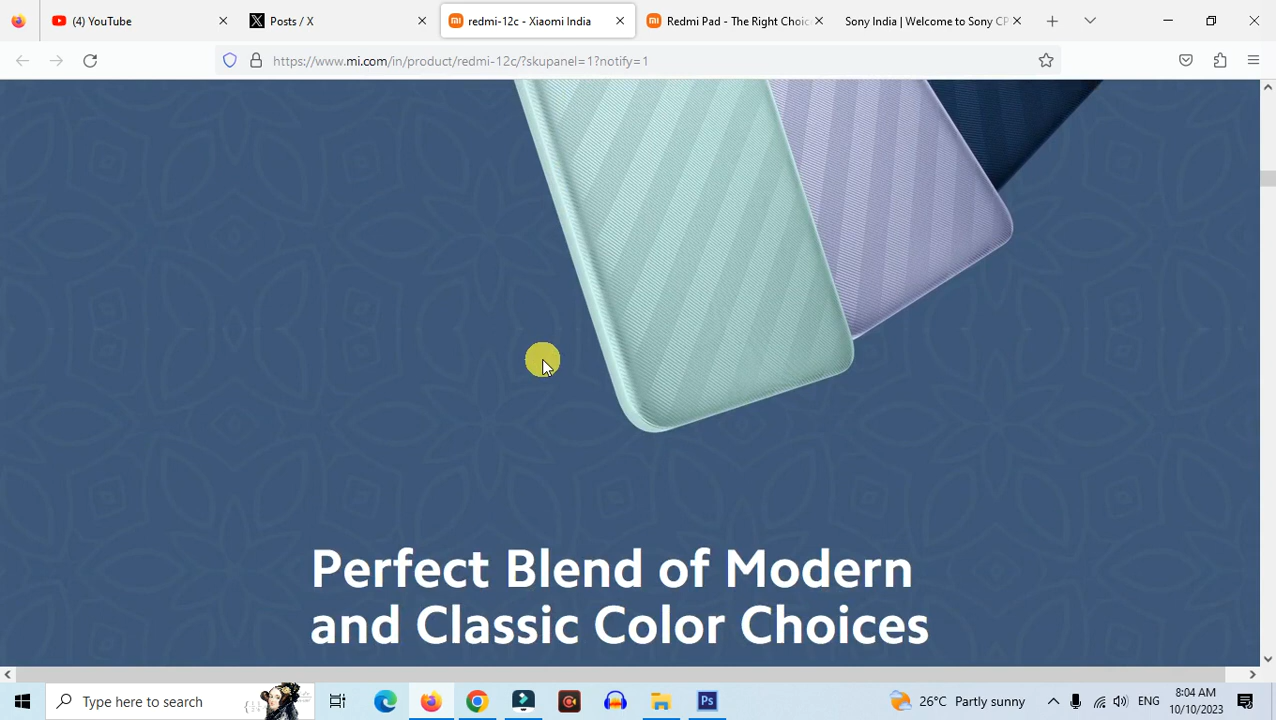 (4) YouTube
Posts / X
redmi-12c - Xiaomi India
Redmi Pad - The Right Choic
Sony India | Welcome to Sony CP
https://www.mi.com/in/product/redmi-12c/?skupanel=1?notify=1
Perfect Blend of Modern
and Classic Color Choices
Type here to search
26°C Partly sunny
ENG
8:04 AM
10/10/2023